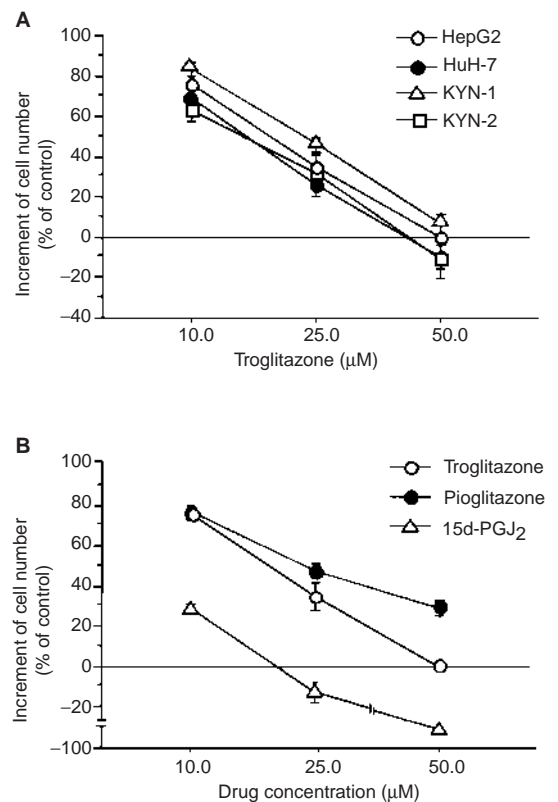 A
100
80
60
40
20
0
−20
−40
Increment of cell number
(% of control)
HepG2
HuH-7
KYN-1
KYN-2
10.0 25.0 50.0
Troglitazone (μM)
B
100
80
60
40
20
0
−20
−100
Increment of cell number
(% of control)
Troglitazone
Pioglitazone
15d-PGJ2
10.0 25.0 50.0
Drug concentration (μM)